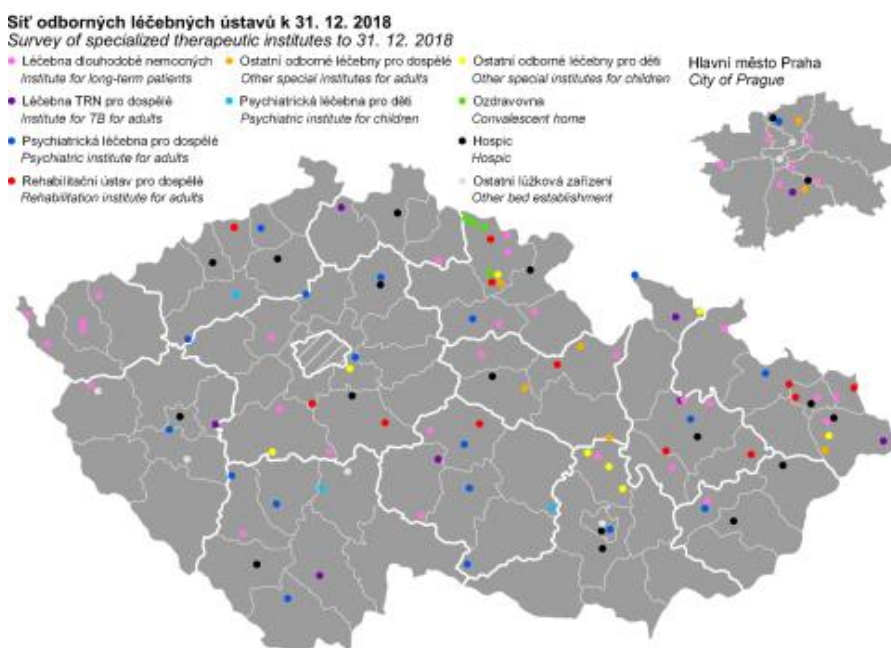 Síť odborných léčebných ústavů k 31. 12. 2018
Survey of specialized therapeutic institutes to 31. 12. 2018
Léčebna dlouhodobě nemocných
Institute for long-term patients
Léčebna TRN pro dospělé
Institute for TB for adults
Psychiatrická léčebna pro dospělé
Psychiatric institute for adults
Rehabilitační ústav pro dospělé
Rehabilitation institute for adults
Ostatní odborné léčebny pro dospělé
Other special institutes for adults
Psychiatrická léčebna pro děti
Psychiatric institute for children
Ostatní odborné léčebny pro děti
Other special institutes for children
Ozdravovna
Convalescent home
Hospic
Hospic
Ostatní lůžková zařízení
Other bed establishment
Hlavní město Praha
City of Prague